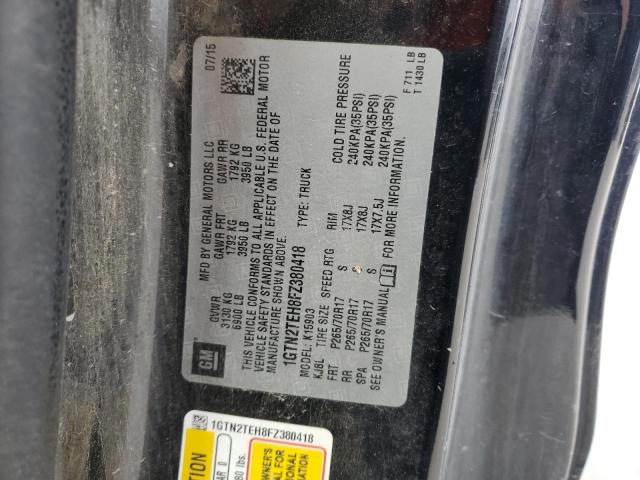 GM
MFD BY GENERAL MOTORS LLC 07/15
GVWR GAWR FRT GAWR RR
3130 KG 1792 KG 1792 KG
6900 LB 3950 LB 3950 LB
THIS VEHICLE CONFORMS TO ALL APPLICABLE U.S. FEDERAL MOTOR
VEHICLE SAFETY STANDARDS IN EFFECT ON THE DATE OF
MANUFACTURE SHOWN ABOVE.
1GTN2TEH8FZ380418 TYPE: TRUCK
MODEL: K15903
KJ8L TIRE SIZE SPEED RTG RIM COLD TIRE PRESSURE
FRT P265/70R17 S 17X8J 240KPA(35PSI)
RR P265/70R17 S 17X8J 240KPA(35PSI)
SPA P265/70R17 S 17X7.5J 240KPA(35PSI)
SEE OWNER'S MANUAL FOR MORE INFORMATION.
F 711 LB
T 1430 LB
1GTN2TEH8FZ380418